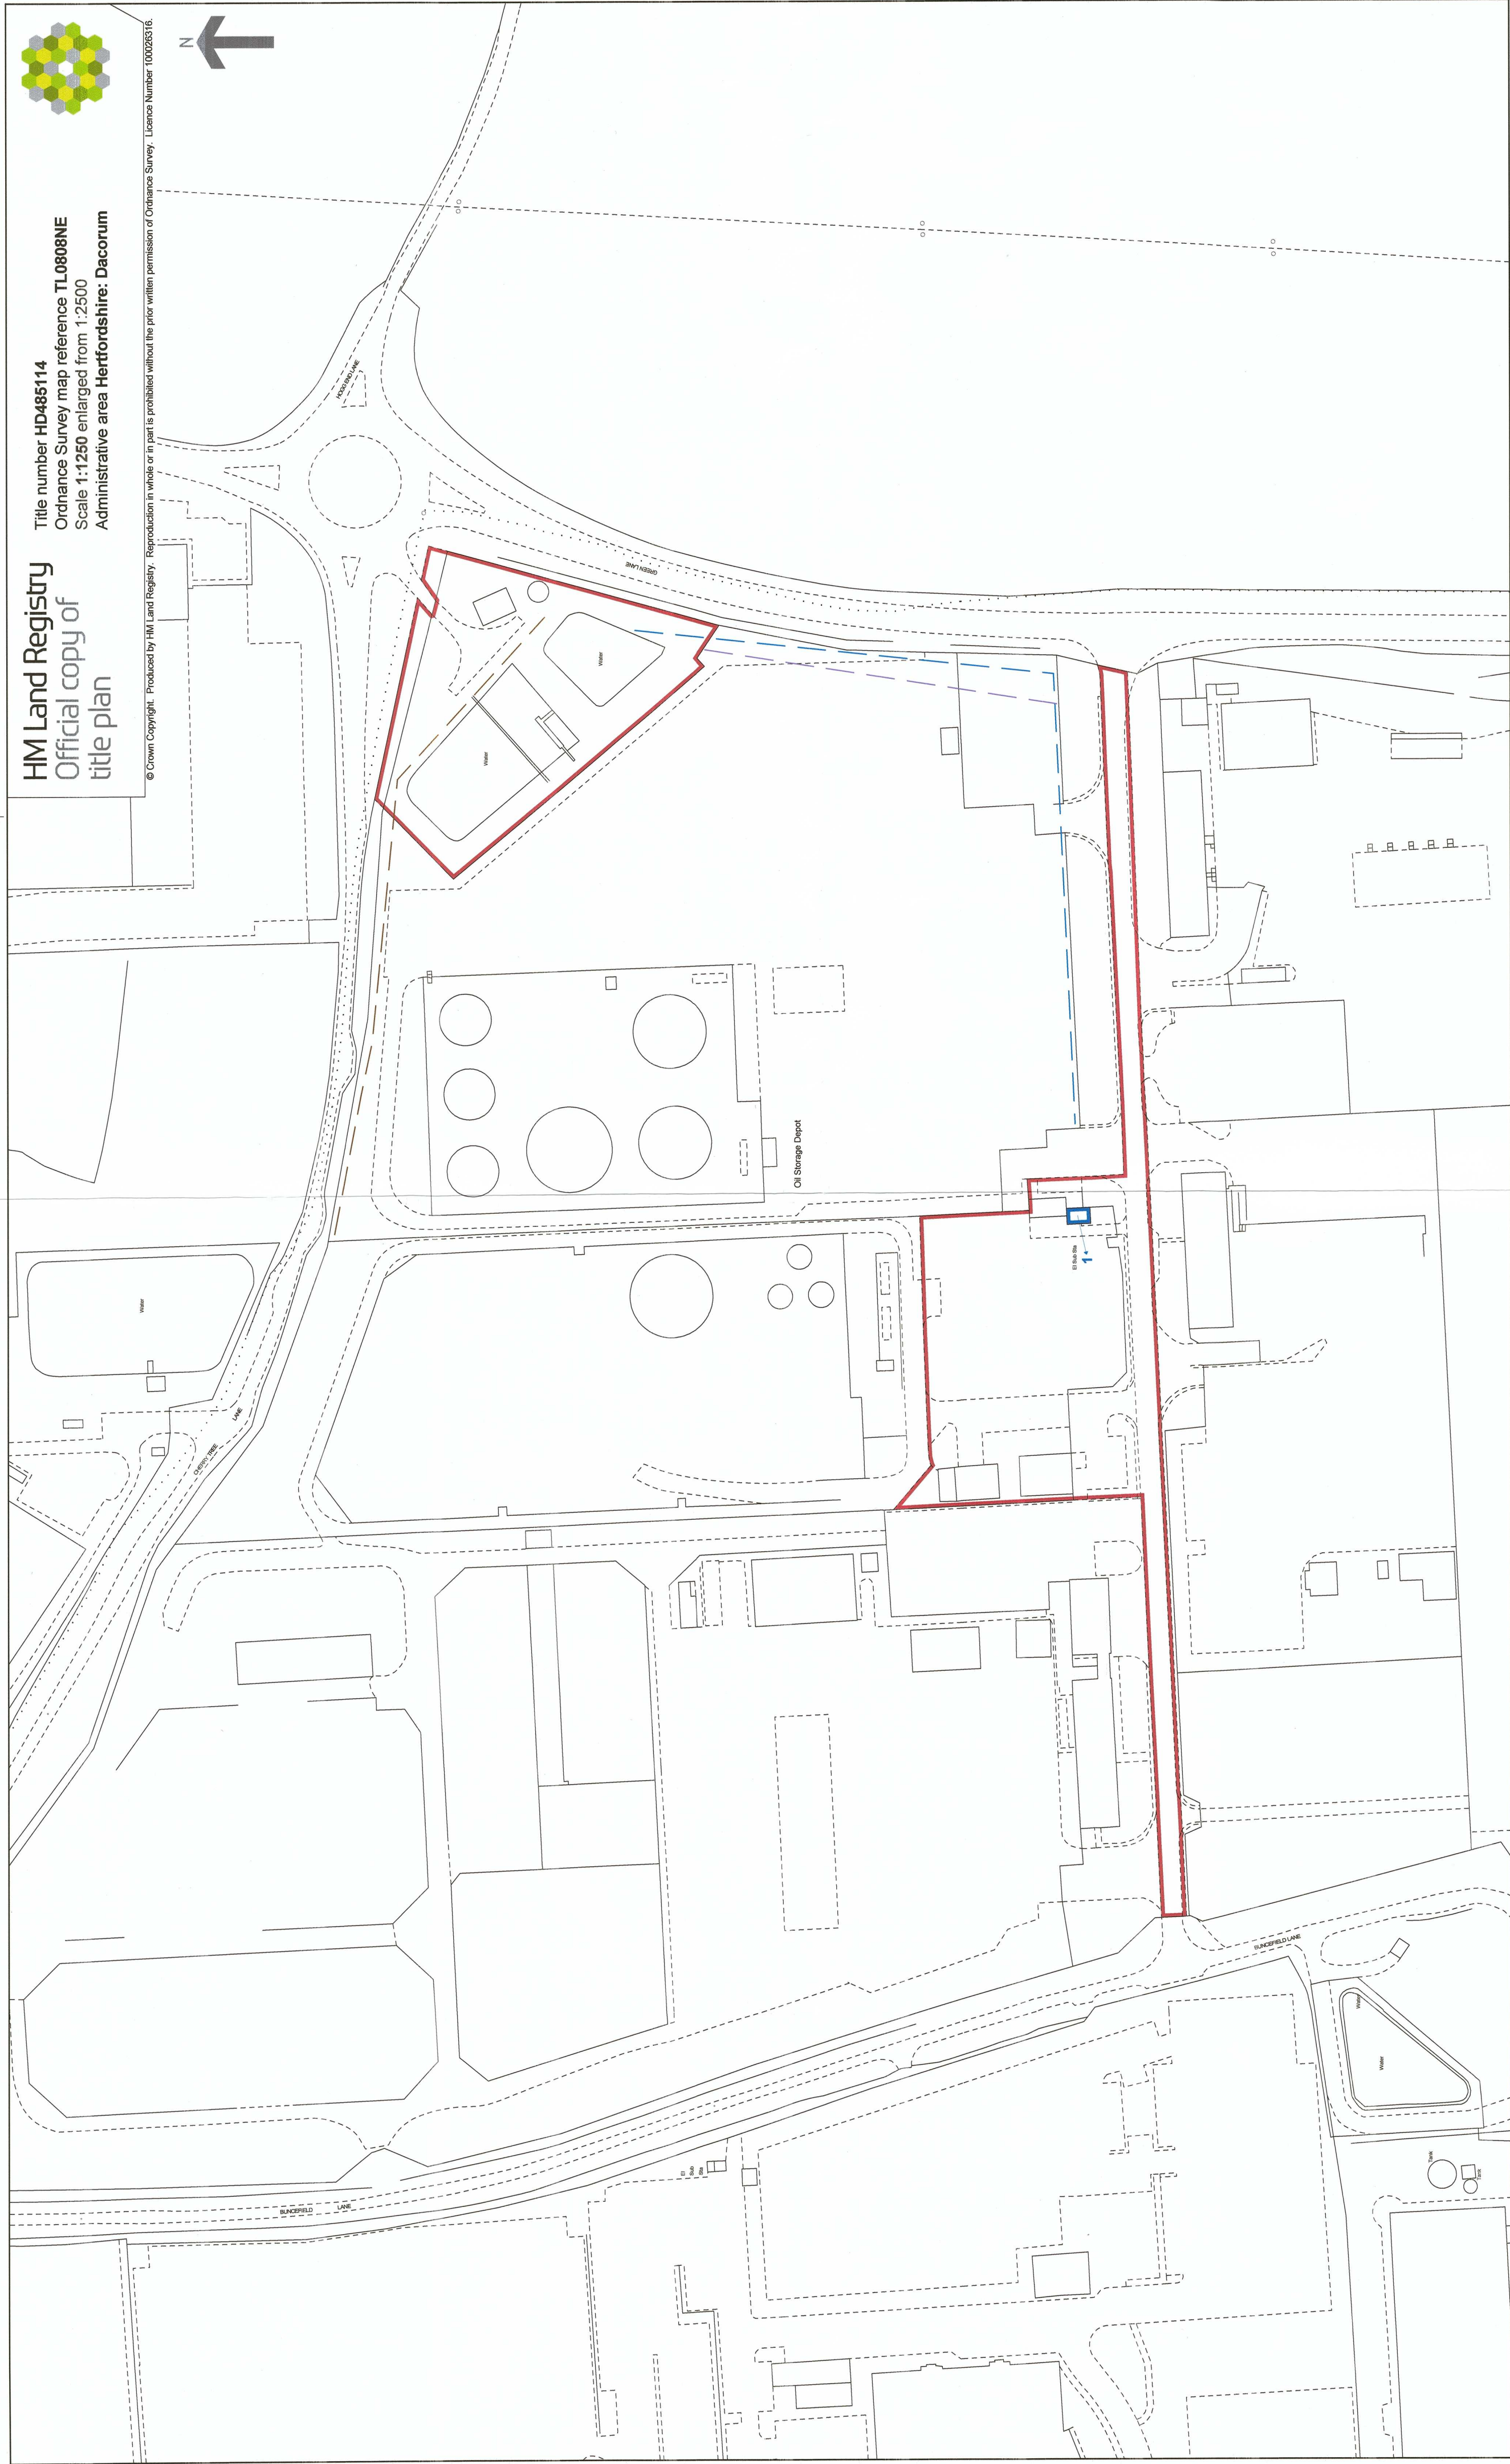 HM Land Registry
Official copy of
title plan
Title number HD485114
Ordnance Survey map reference TL0808NE
Scale 1:1250 enlarged from 1:2500
Administrative area Hertfordshire: Dacorum
© Crown Copyright. Produced by HM Land Registry. Reproduction in whole or in part is prohibited without the prior written permission of Ordnance Survey. Licence Number 100026316.
N
HOGG END LANE
GREEN LANE
Water
Water
Oil Storage Depot
El Sub Sta
1
Water
CHERRY TREE
LANE
BUNCEFIELD LANE
BUNCEFIELD
LANE
El
Sub
Sta
Water
Water
Tank
Tank